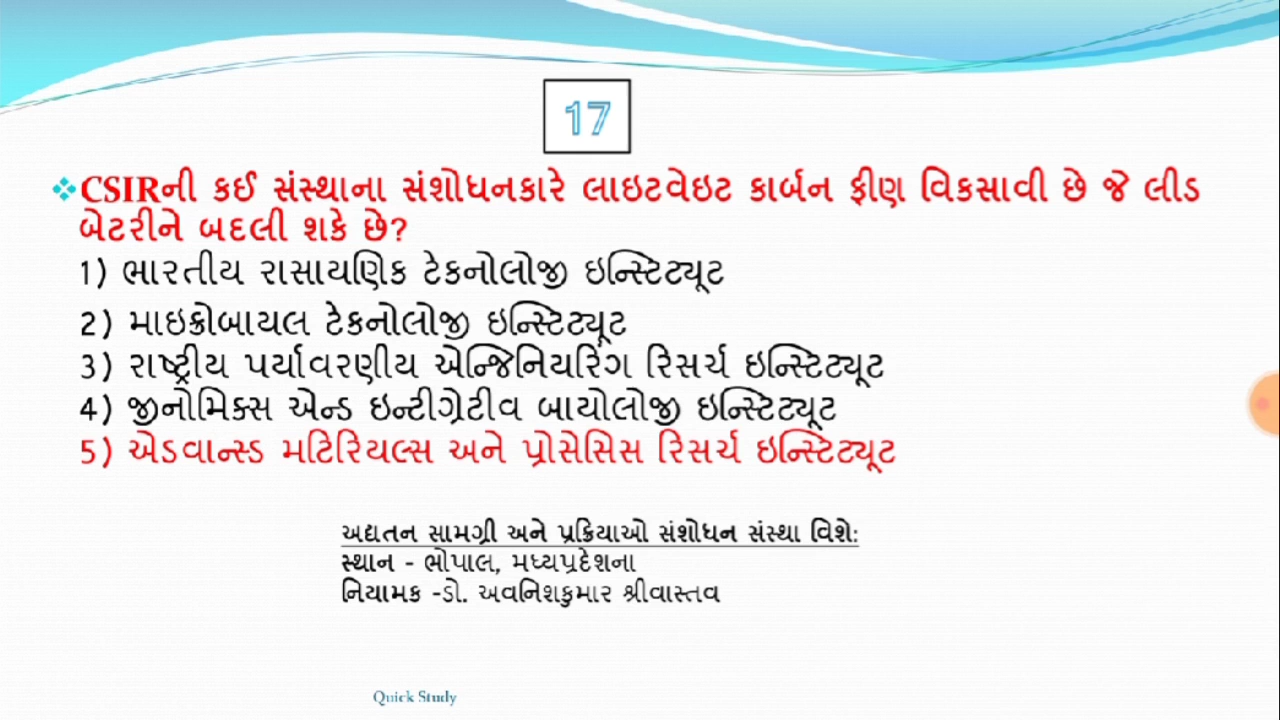 17
❖CSIRની કઈ સંસ્થાના સંશોધનકારે લાઇટવેઇટ કાર્બન ફીણ વિકસાવી છે જે લીડ
બેટરીને બદલી શકે છે?
1) ભારતીય રાસાયણિક ટેકનોલોજી ઇન્સ્ટિટ્યૂટ
2) માઇક્રોબાયલ ટેકનોલોજી ઇન્સ્ટિટ્યૂટ
3) રાષ્ટ્રીય પર્યાવરણીય એન્જિનિયરિંગ રિસર્ચ ઇન્સ્ટિટ્યૂટ
4) જીનોમિક્સ એન્ડ ઇન્ટીગ્રેટીવ બાયોલોજી ઇન્સ્ટિટ્યૂટ
5) એડવાન્સ્ડ મટિરિયલ્સ અને પ્રોસેસિસ રિસર્ચ ઇન્સ્ટિટ્યૂટ
અદ્યતન સામગ્રી અને પ્રક્રિયાઓ સંશોધન સંસ્થા વિશે:
સ્થાન - ભોપાલ, મધ્યપ્રદેશના
નિયામક -ડો. અવનિશકુમાર શ્રીવાસ્તવ
Quick Study